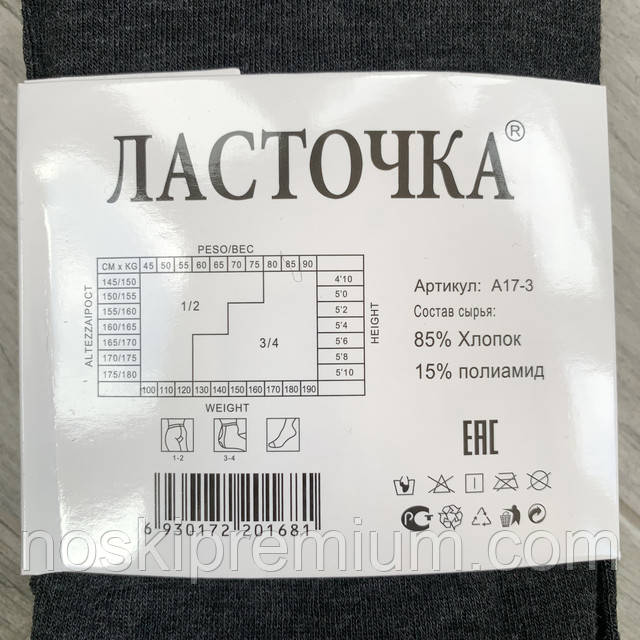 ЛАСТОЧКА®
PESO/ВЕС
CM x KG 45 50 55 60 65 70 75 80 85 90
145/150 4'10
150/155 5'0
155/160 5'2
160/165 5'4
165/170 5'6
170/175 5'8
175/180 5'10
1/2
3/4
ALTEZZA/РОСТ
HEIGHT
100 110 120 130 140 150 160 170 180 190
WEIGHT
1-2 3-4
Артикул: А17-3
Состав сырья:
85% Хлопок
15% полиамид
EAC
6 930172 201681
noskipremium.com.ua